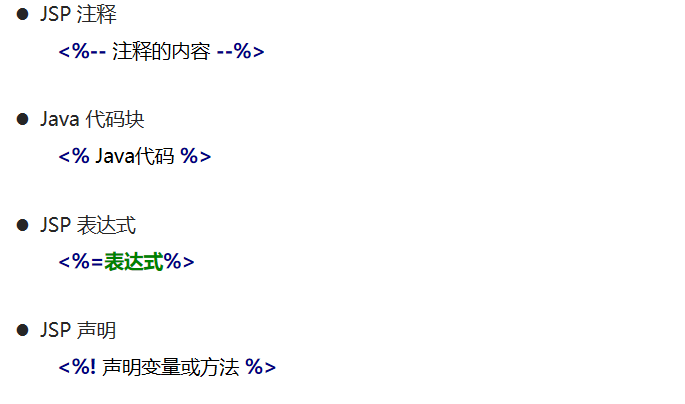 ● JSP 注释
<%-- 注释的内容 --%>
● Java 代码块
<% Java代码 %>
● JSP 表达式
<%=表达式%>
● JSP 声明
<%! 声明变量或方法 %>